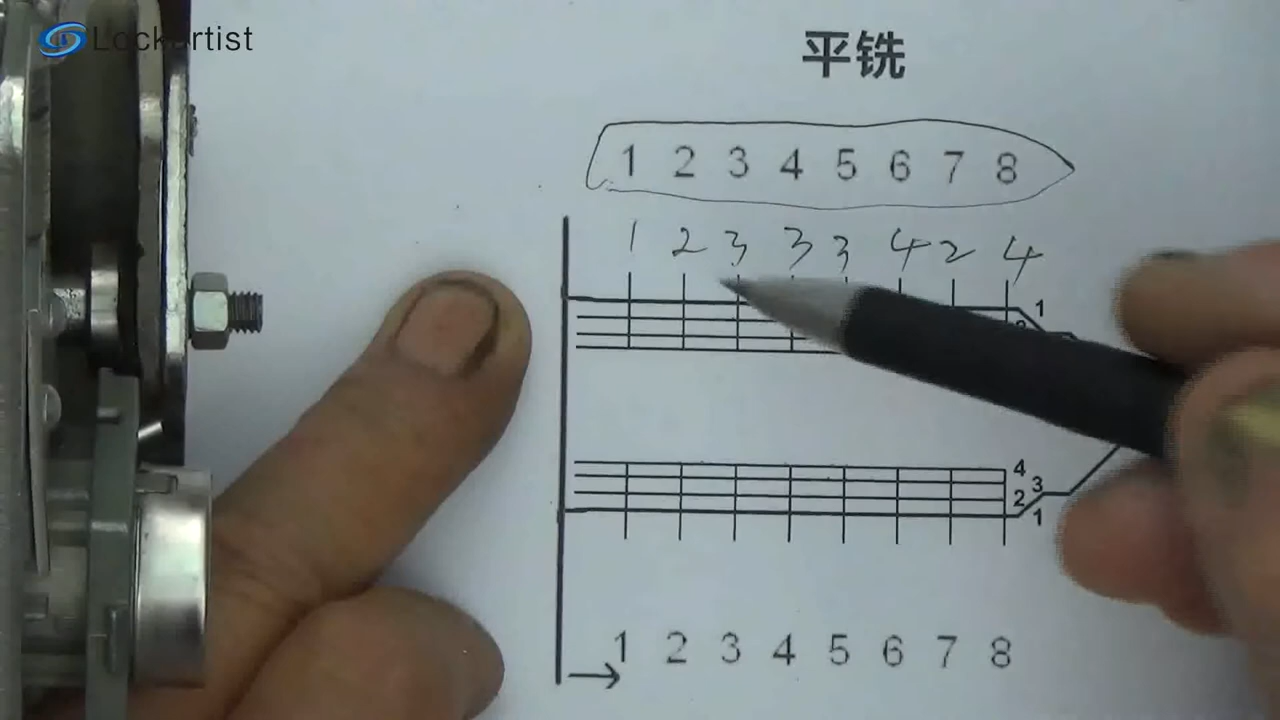 Lockartist
平铣
1 2 3 4 5 6 7 8
1 2 3 3 3 4 2 4
1
4
3
2
1
1 2 3 4 5 6 7 8